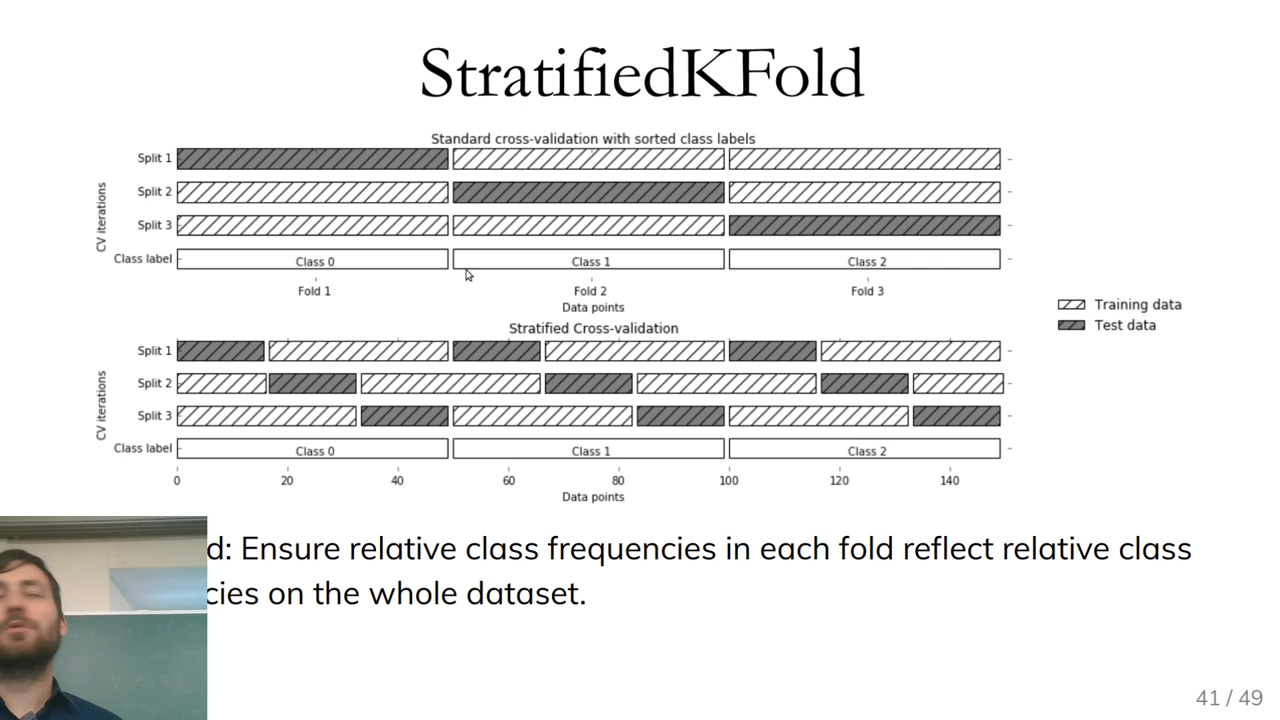 StratifiedKFold
Standard cross-validation with sorted class labels
Split 1
Split 2
Split 3
Class label
CV iterations
Class 0
Class 1
Class 2
Fold 1
Fold 2
Fold 3
Data points
Training data
Test data
Stratified Cross-validation
Split 1
Split 2
Split 3
Class label
CV iterations
Class 0
Class 1
Class 2
0
20
40
60
80
100
120
140
Data points
d: Ensure relative class frequencies in each fold reflect relative class
cies on the whole dataset.
41 / 49